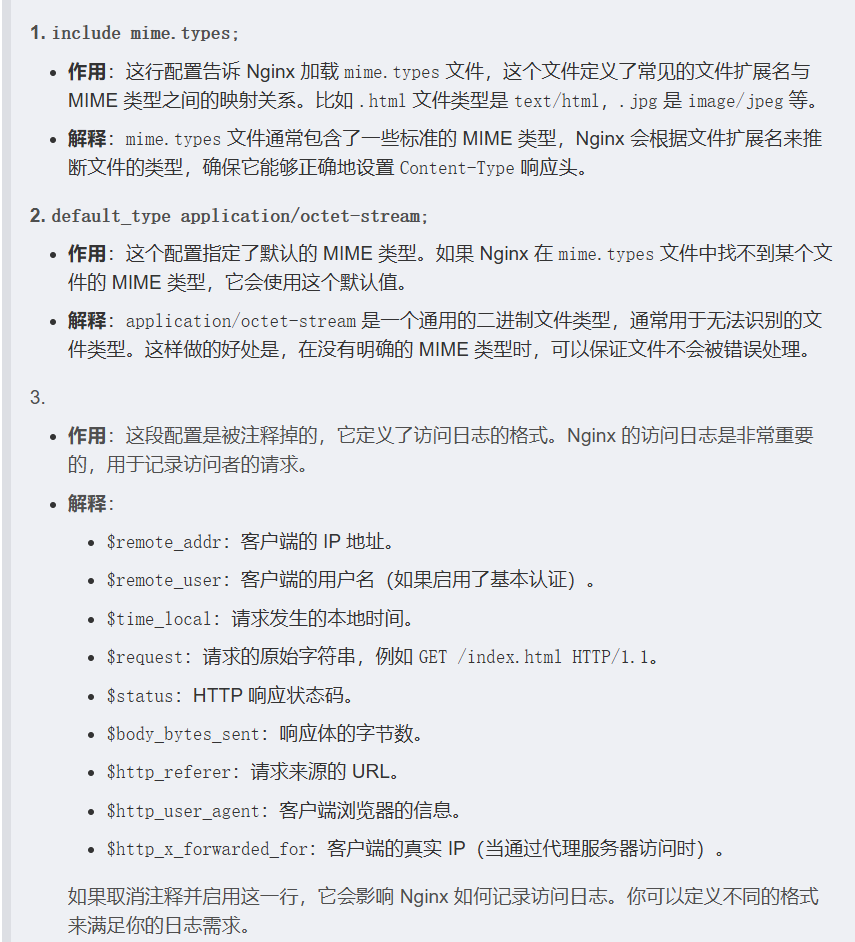 1. include mime.types;
• 作用：这行配置告诉 Nginx 加载 mime.types 文件，这个文件定义了常见的文件扩展名与
MIME 类型之间的映射关系。比如 .html 文件类型是 text/html，.jpg 是 image/jpeg 等。
• 解释：mime.types 文件通常包含了一些标准的 MIME 类型，Nginx 会根据文件扩展名来推
断文件的类型，确保它能够正确地设置 Content-Type 响应头。
2. default_type application/octet-stream;
• 作用：这个配置指定了默认的 MIME 类型。如果 Nginx 在 mime.types 文件中找不到某个文
件的 MIME 类型，它会使用这个默认值。
• 解释：application/octet-stream 是一个通用的二进制文件类型，通常用于无法识别的文
件类型。这样做的好处是，在没有明确的 MIME 类型时，可以保证文件不会被错误处理。
3.
• 作用：这段配置是被注释掉的，它定义了访问日志的格式。Nginx 的访问日志是非常重要
的，用于记录访问者的请求。
• 解释：
• $remote_addr：客户端的 IP 地址。
• $remote_user：客户端的用户名（如果启用了基本认证）。
• $time_local：请求发生的本地时间。
• $request：请求的原始字符串，例如 GET /index.html HTTP/1.1。
• $status：HTTP 响应状态码。
• $body_bytes_sent：响应体的字节数。
• $http_referer：请求来源的 URL。
• $http_user_agent：客户端浏览器的信息。
• $http_x_forwarded_for：客户端的真实 IP（当通过代理服务器访问时）。
如果取消注释并启用这一行，它会影响 Nginx 如何记录访问日志。你可以定义不同的格式
来满足你的日志需求。